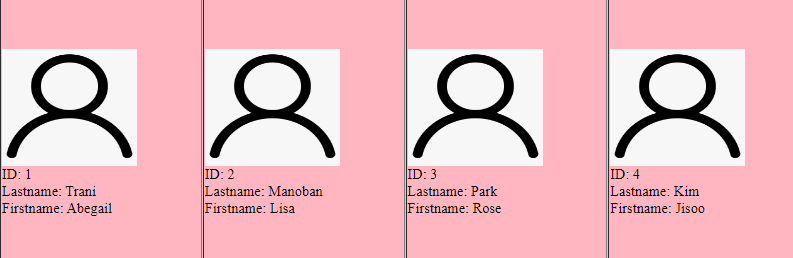 ID: 1
Lastname: Trani
Firstname: Abegail
ID: 2
Lastname: Manoban
Firstname: Lisa
ID: 3
Lastname: Park
Firstname: Rose
ID: 4
Lastname: Kim
Firstname: Jisoo